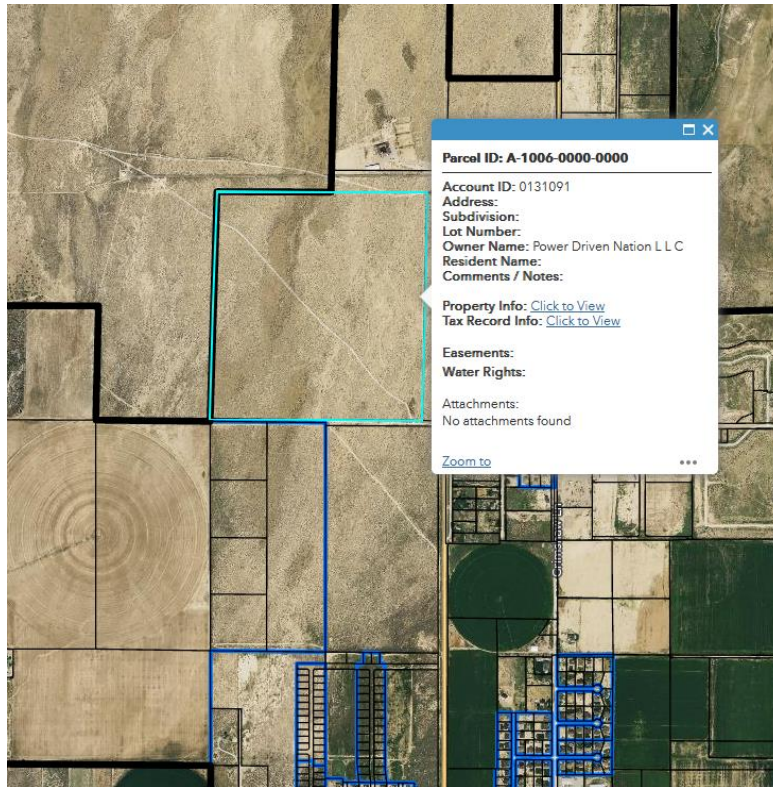 Parcel ID: A-1006-0000-0000
Account ID: 0131091
Address:
Subdivision:
Lot Number:
Owner Name: Power Driven Nation L L C
Resident Name:
Comments / Notes:
Property Info: Click to View
Tax Record Info: Click to View
Easements:
Water Rights:
Attachments:
No attachments found
Zoom to